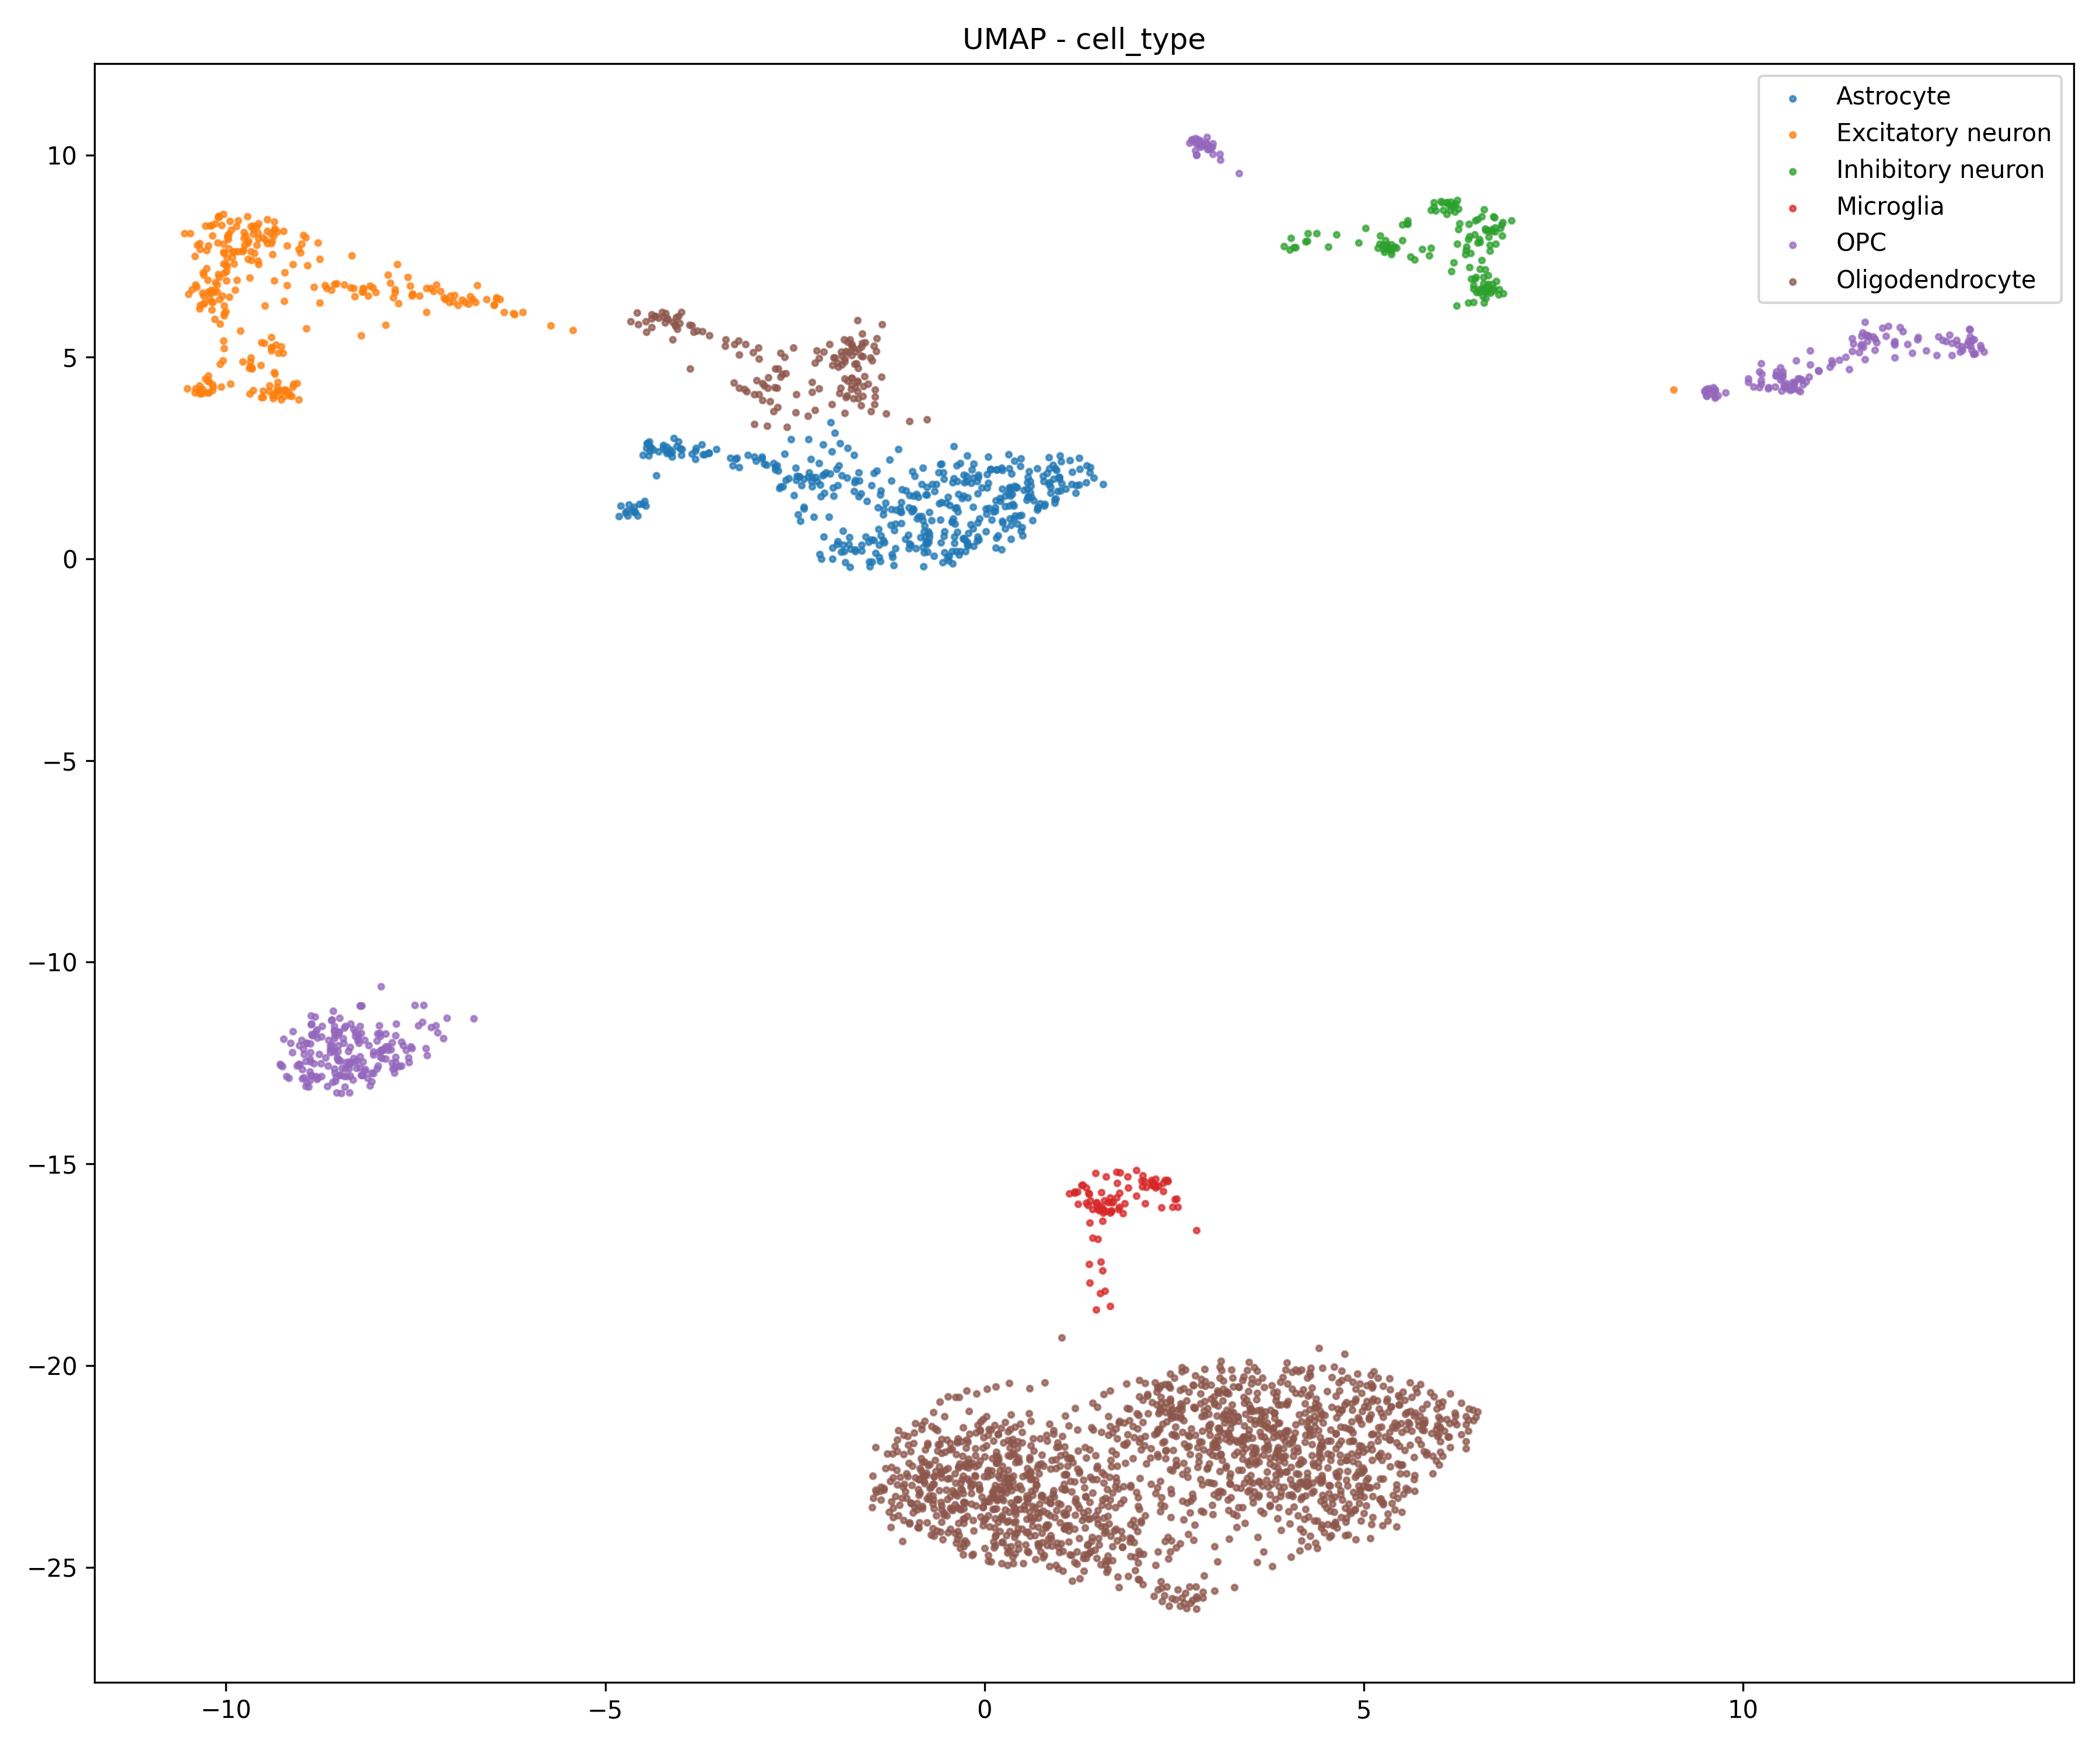 UMAP - cell_type
Astrocyte
Excitatory neuron
Inhibitory neuron
Microglia
OPC
Oligodendrocyte
10
5
0
−5
−10
−15
−20
−25
−10
−5
0
5
10